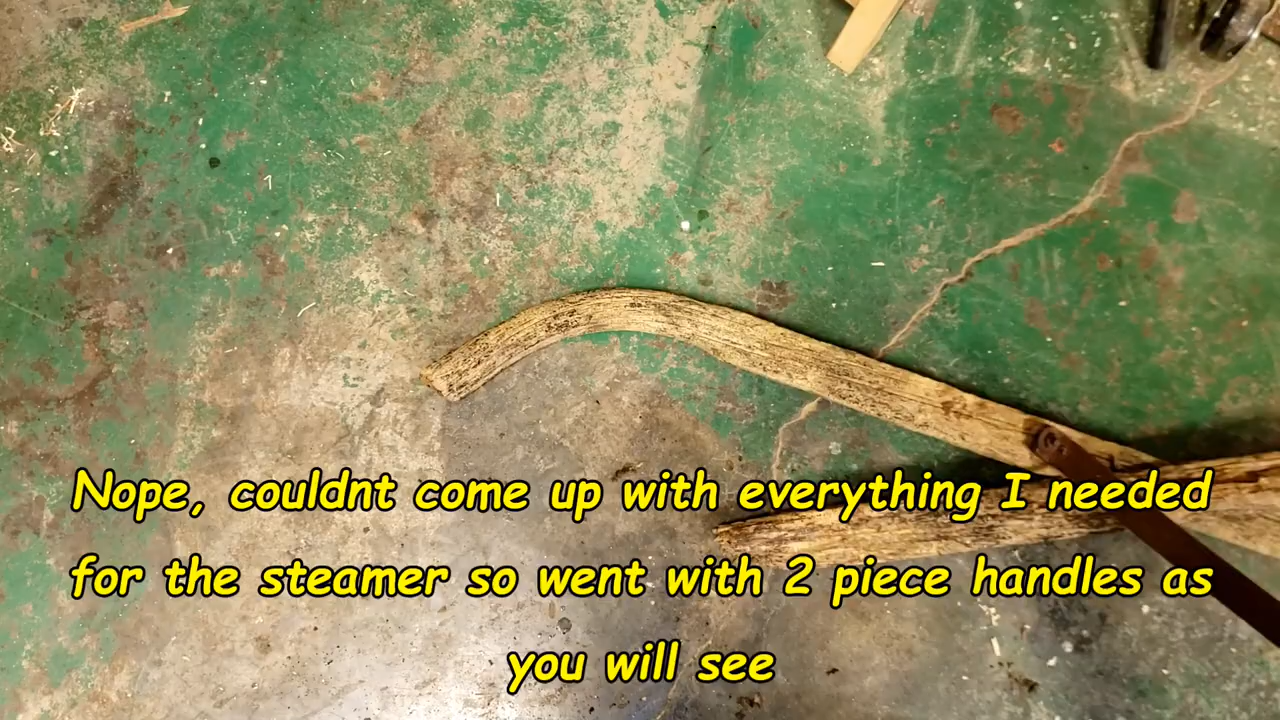 Nope, couldnt come up with everything I needed
for the steamer so went with 2 piece handles as
you will see